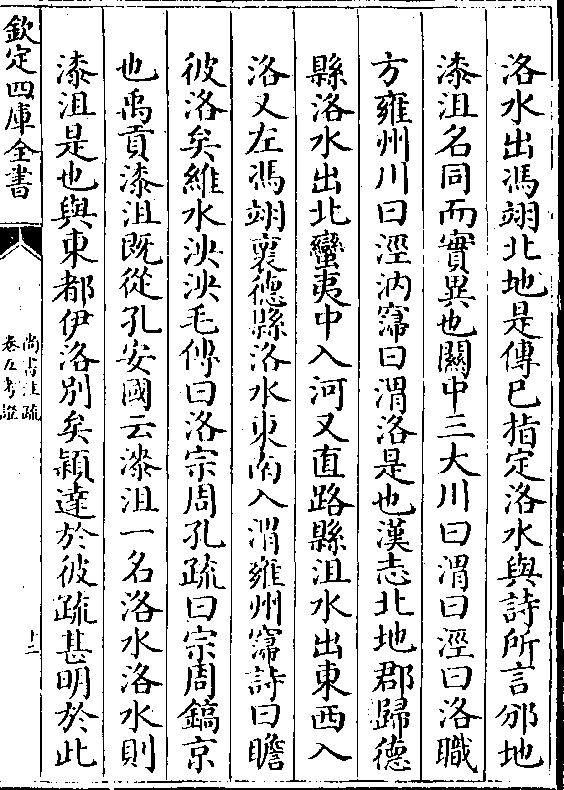 洛水出馮翊北地是傳已指定洛水與詩所言邠地
漆沮名同而實異也關中三大川曰渭曰涇曰洛職
方雍州川曰涇汭𡩋曰渭洛是也漢志北地郡歸德
縣洛水出北蠻夷中入河又直路縣沮水出東西入
洛又左馮翊襃德縣洛水東南入渭雍州𡩋詩曰瞻
彼洛矣維水泱泱毛傳曰洛宗周孔疏曰宗周鎬京
也禹貢漆沮既從孔安國云漆沮一名洛水洛水則
漆沮是也與東都伊洛別矣穎達於彼疏甚明於此
欽定四庫全書
尚書注疏
卷五考證
十三